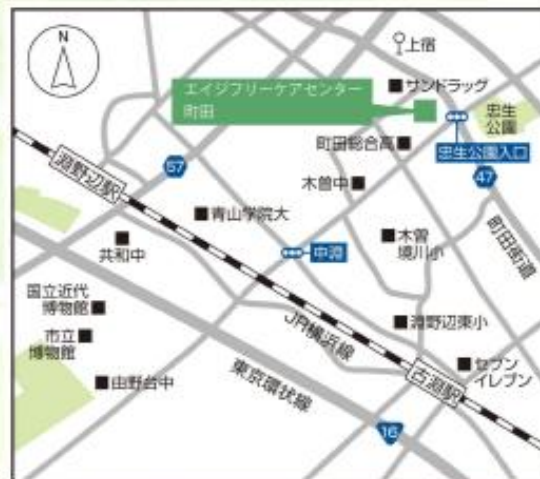 N
上宿
サンドラッグ
エイジフリーケアセンター
町田
忠生
公園
町田総合高
忠生公園入口
淵野辺駅
57
木曽中
47
青山学院大
町田街道
共和中
中淵
木曽
境川小
国立近代
博物館
JR横浜線
淵野辺東小
市立
博物館
セブン
イレブン
由野台中
東京環状線
古淵駅
16